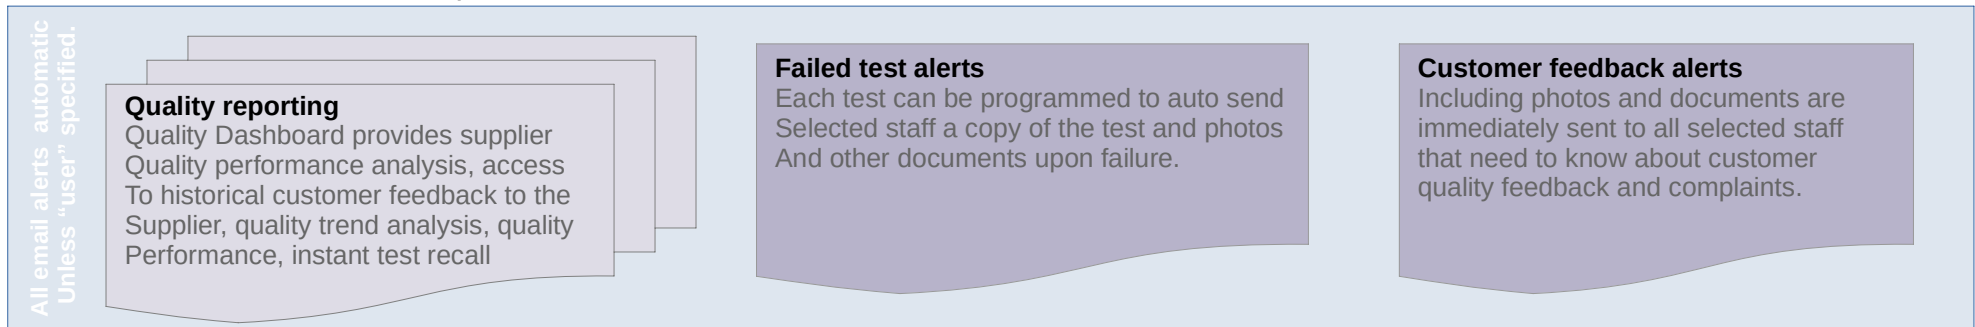 All email alerts automatic
Unless “user” specified.
Quality reporting
Quality Dashboard provides supplier
Quality performance analysis, access
To historical customer feedback to the
Supplier, quality trend analysis, quality
Performance, instant test recall
Failed test alerts
Each test can be programmed to auto send
Selected staff a copy of the test and photos
And other documents upon failure.
Customer feedback alerts
Including photos and documents are
immediately sent to all selected staff
that need to know about customer
quality feedback and complaints.